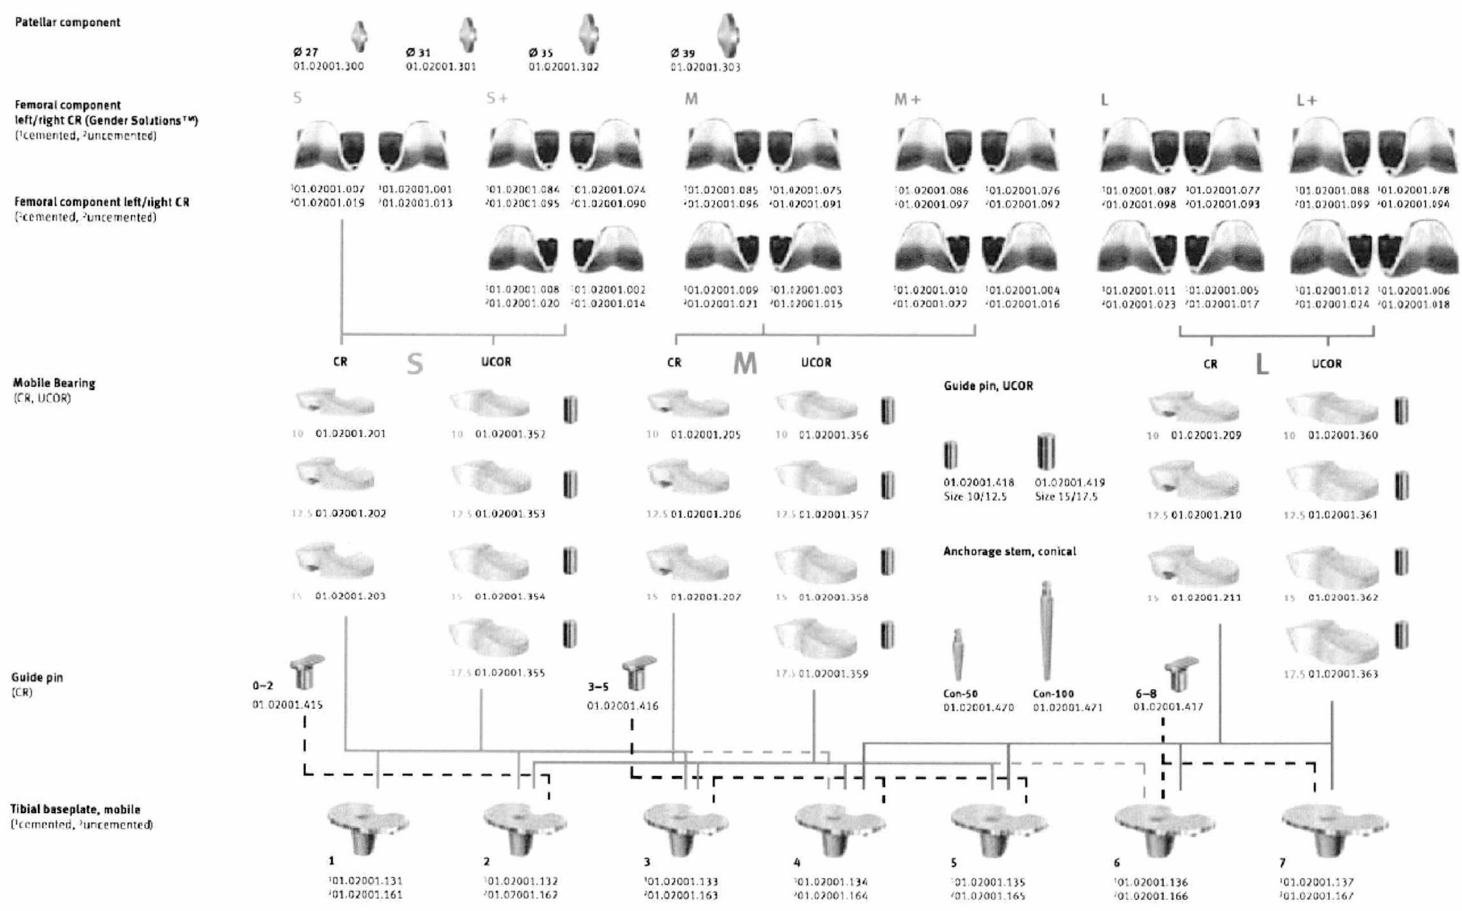 Patellar component
Ø 27 Ø 31 Ø 35 Ø 39
01.02001.300 01.02001.301 01.02001.302 01.02001.303
S S+ M M+ L L+
Femoral component
left/right CR (Gender Solutions™)
(¹cemented, ²uncemented)
¹01.02001.007 ¹01.02001.001 ¹01.02001.084 ¹01.02001.074 ¹01.02001.085 ¹01.02001.075 ¹01.02001.086 ¹01.02001.076 ¹01.02001.087 ¹01.02001.077 ¹01.02001.088 ¹01.02001.078
²01.02001.019 ²01.02001.013 ²01.02001.095 ²01.02001.090 ²01.02001.096 ²01.02001.091 ²01.02001.097 ²01.02001.092 ²01.02001.098 ²01.02001.093 ²01.02001.099 ²01.02001.094
Femoral component left/right CR
(¹cemented, ²uncemented)
¹01.02001.008 ¹01.02001.002 ¹01.02001.009 ¹01.02001.003 ¹01.02001.010 ¹01.02001.004 ¹01.02001.011 ¹01.02001.005 ¹01.02001.012 ¹01.02001.006
²01.02001.020 ²01.02001.014 ²01.02001.021 ²01.02001.015 ²01.02001.022 ²01.02001.016 ²01.02001.023 ²01.02001.017 ²01.02001.024 ²01.02001.018
CR S UCOR CR M UCOR CR L UCOR
Mobile Bearing
(CR, UCOR)
Guide pin, UCOR
10 01.02001.201 10 01.02001.352 10 01.02001.205 10 01.02001.356 10 01.02001.209 10 01.02001.360
01.02001.418 01.02001.419
Size 10/12.5 Size 15/17.5
12.5 01.02001.202 12.5 01.02001.353 12.5 01.02001.206 12.5 01.02001.357 12.5 01.02001.210 12.5 01.02001.361
Anchorage stem, conical
15 01.02001.203 15 01.02001.354 15 01.02001.207 15 01.02001.358 15 01.02001.211 15 01.02001.362
17.5 01.02001.355 17.5 01.02001.359 17.5 01.02001.363
Guide pin
(CR)
0–2 3–5 Con-50 Con-100 6–8
01.02001.415 01.02001.416 01.02001.470 01.02001.471 01.02001.417
Tibial baseplate, mobile
(¹cemented, ²uncemented)
1 2 3 4 5 6 7
¹01.02001.131 ¹01.02001.132 ¹01.02001.133 ¹01.02001.134 ¹01.02001.135 ¹01.02001.136 ¹01.02001.137
²01.02001.161 ²01.02001.162 ²01.02001.163 ²01.02001.164 ²01.02001.165 ²01.02001.166 ²01.02001.167